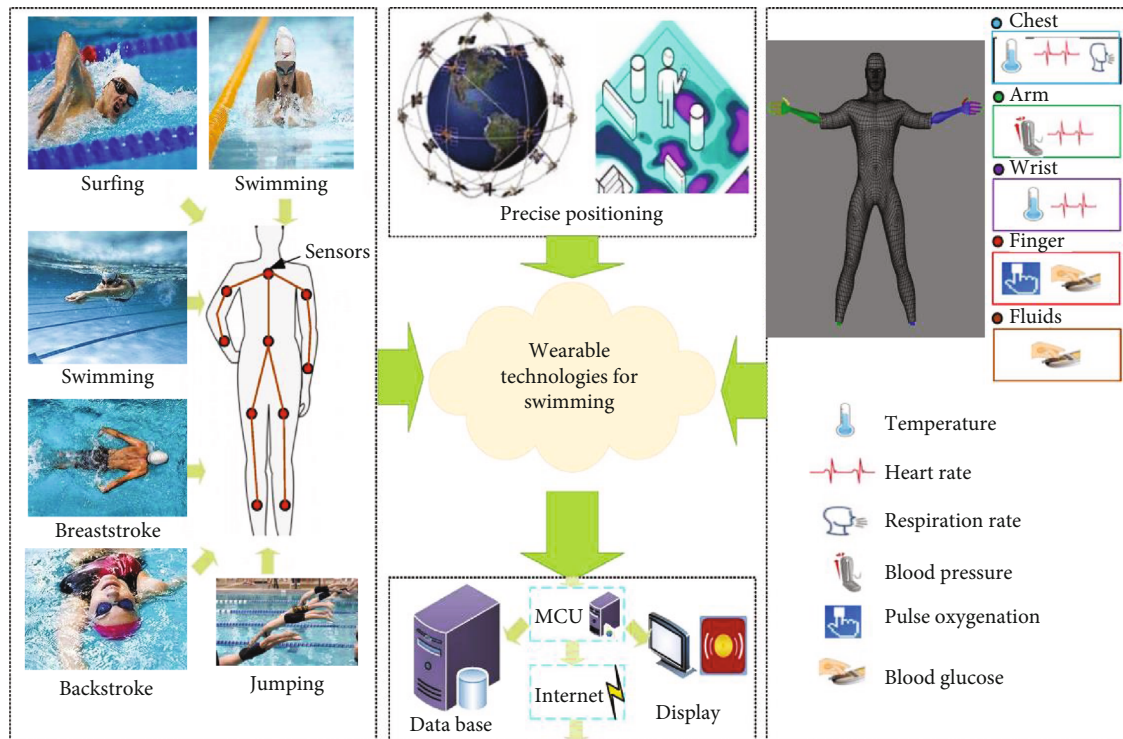 Surfing
Swimming
Sensors
Swimming
Breaststroke
Backstroke
Jumping
Precise positioning
Wearable
technologies for
swimming
MCU
Internet
Data base
Display
Chest
Arm
Wrist
Finger
Fluids
Temperature
Heart rate
Respiration rate
Blood pressure
Pulse oxygenation
Blood glucose